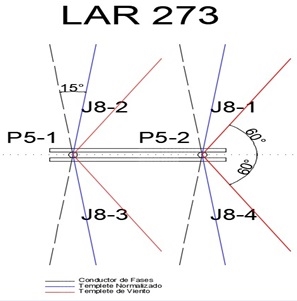 LAR 273
15°
J8-2
J8-1
P5-1
P5-2
60°
60°
J8-3
J8-4
Conductor de Fases
Templete Normalizado
Templete de Viento